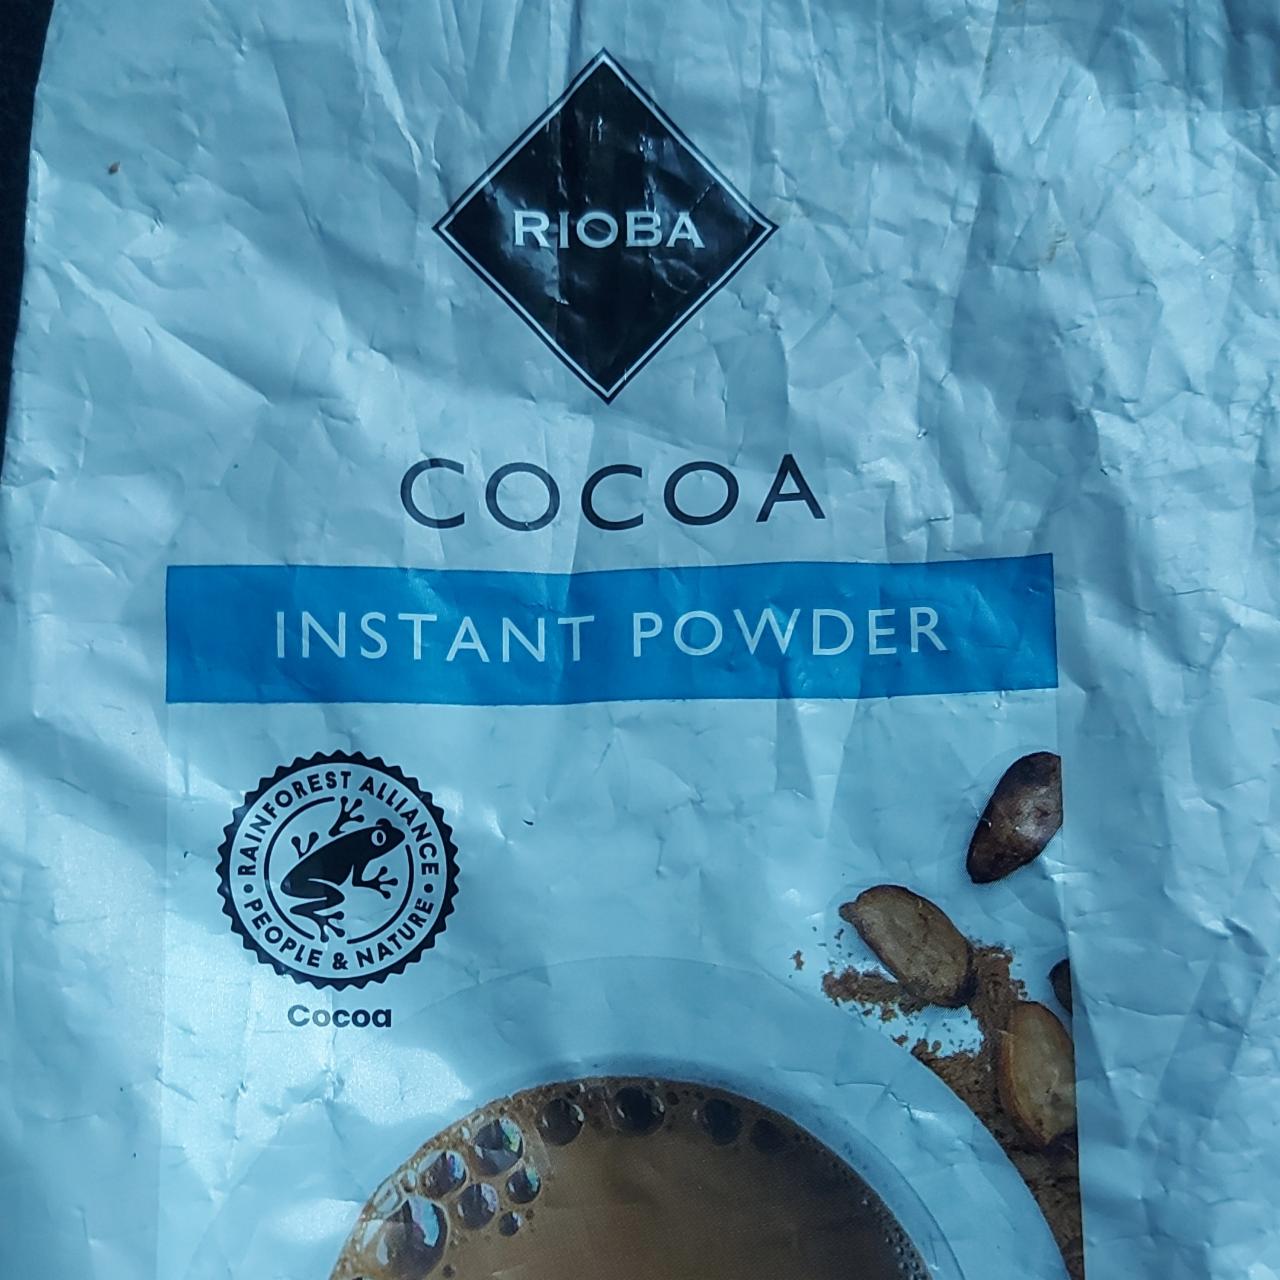 RIOBA
COCOA
INSTANT POWDER
RAINFOREST ALLIANCE
• PEOPLE & NATURE •
Cocoa